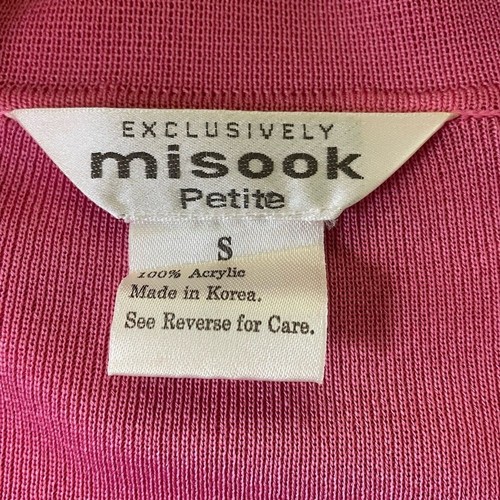 EXCLUSIVELY
misook
Petite
S
100% Acrylic
Made in Korea.
See Reverse for Care.